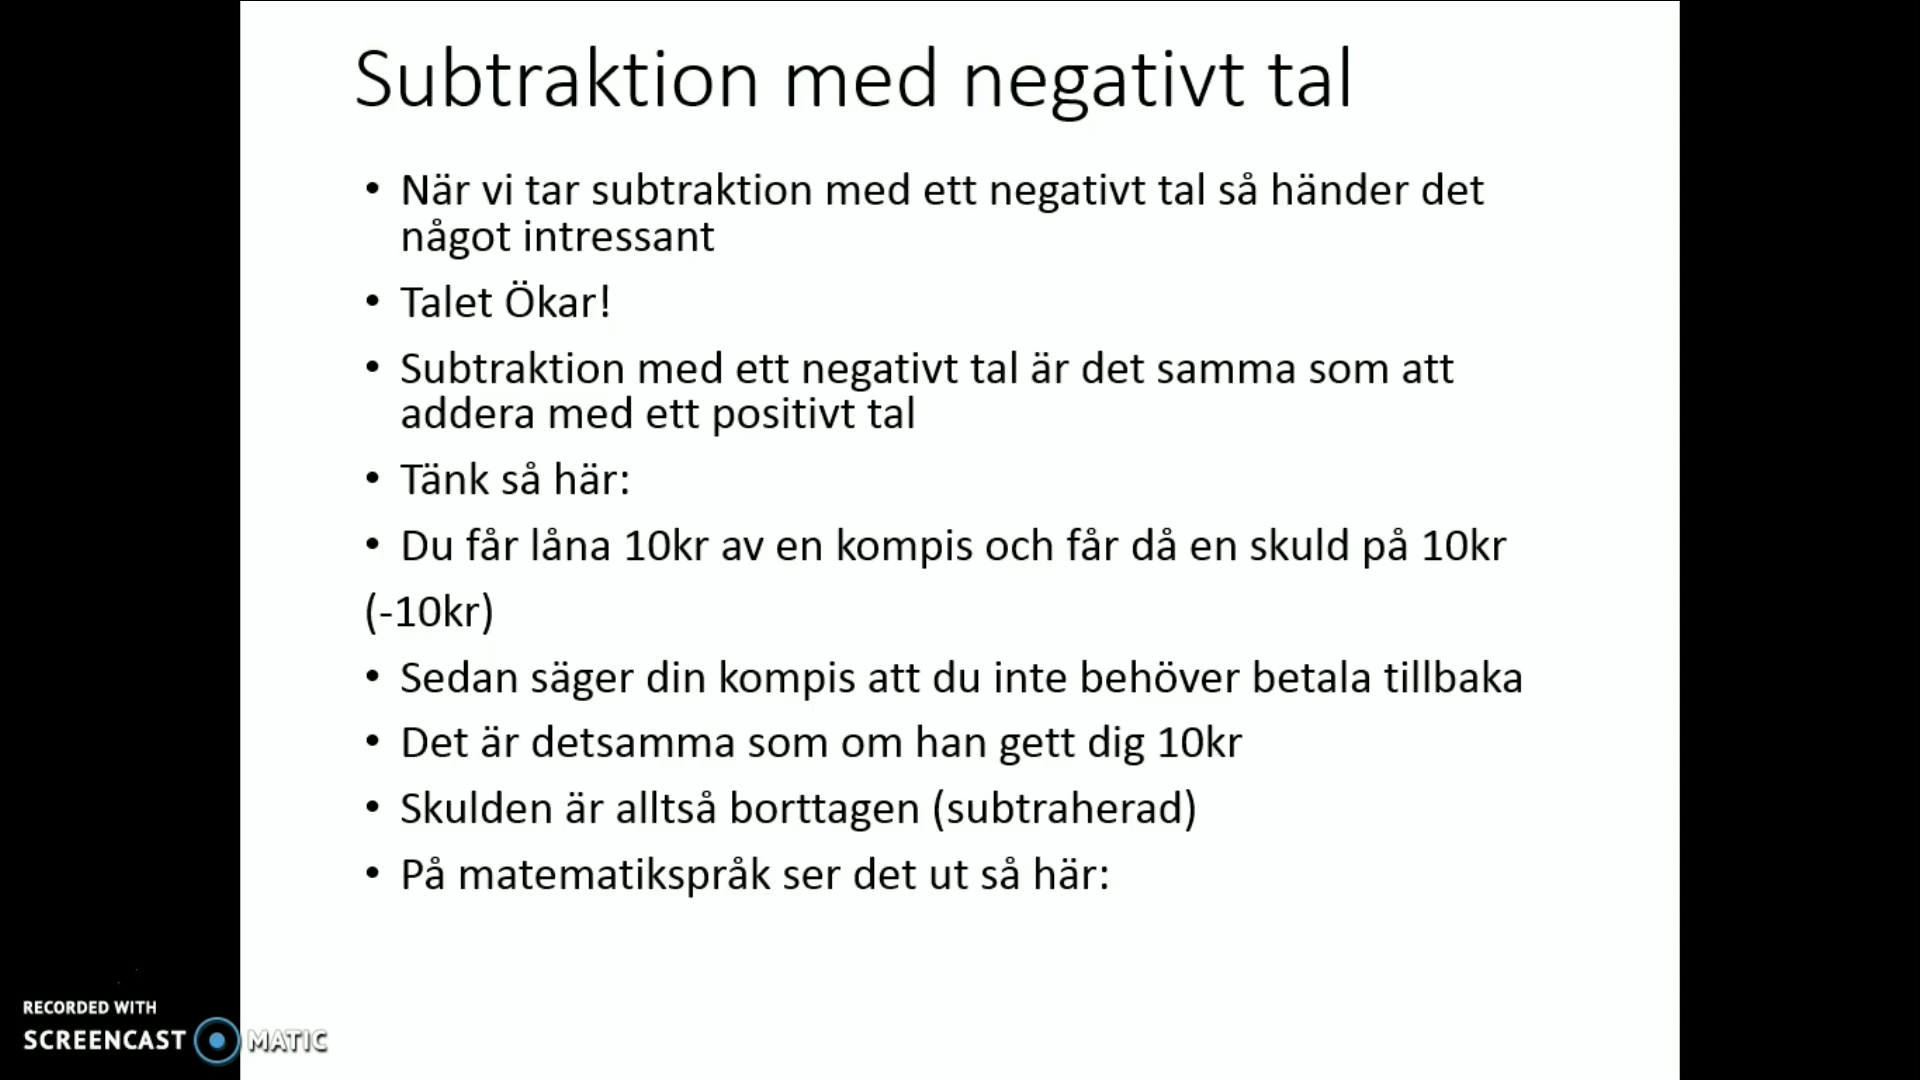 Subtraktion med negativt tal
• När vi tar subtraktion med ett negativt tal så händer det
något intressant
• Talet Ökar!
• Subtraktion med ett negativt tal är det samma som att
addera med ett positivt tal
• Tänk så här:
• Du får låna 10kr av en kompis och får då en skuld på 10kr
(-10kr)
• Sedan säger din kompis att du inte behöver betala tillbaka
• Det är detsamma som om han gett dig 10kr
• Skulden är alltså borttagen (subtraherad)
• På matematikspråk ser det ut så här:
RECORDED WITH
SCREENCAST MATIC